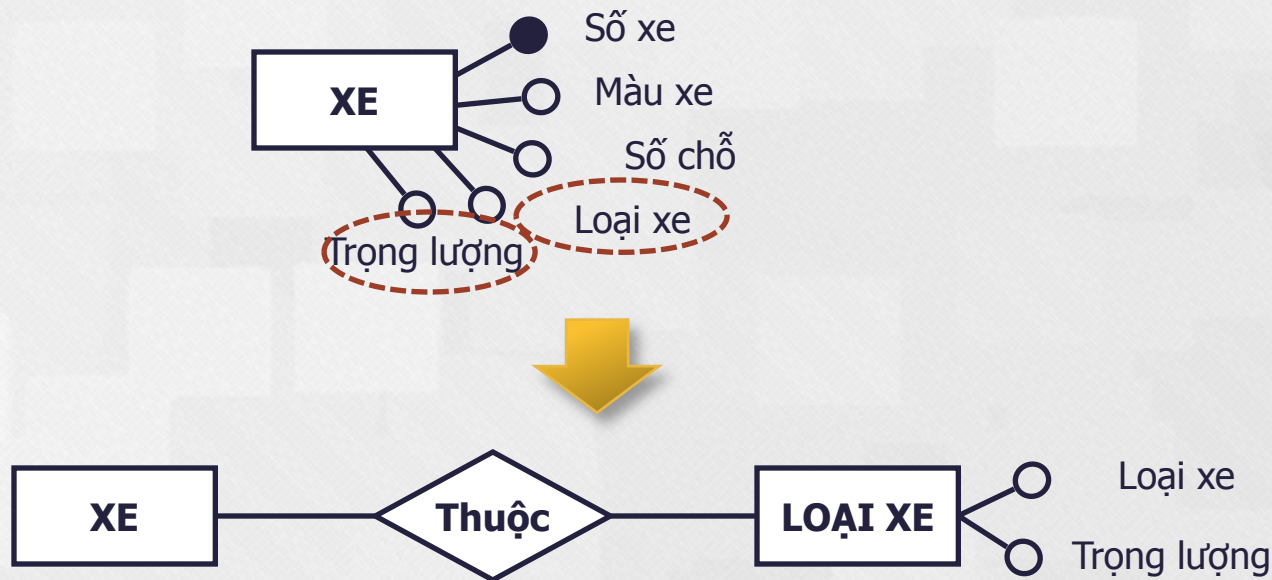 Số xe
XE
Màu xe
Số chỗ
Loại xe
Trọng lượng
XE
Thuộc
LOẠI XE
Loại xe
Trọng lượng